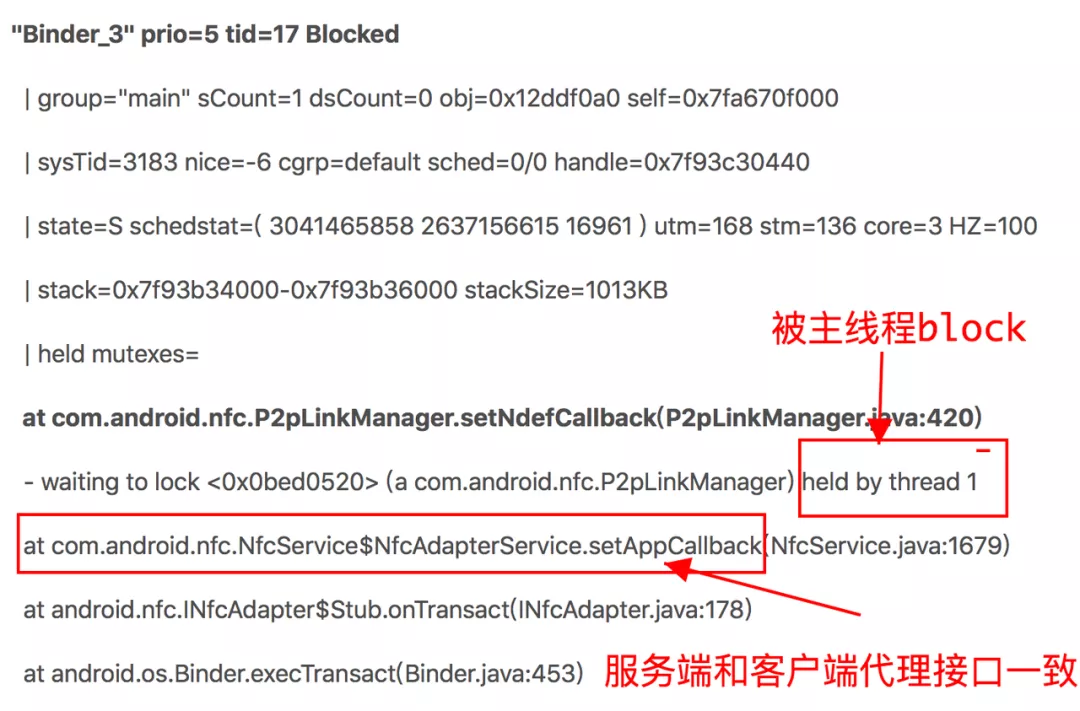 "Binder_3" prio=5 tid=17 Blocked
| group="main" sCount=1 dsCount=0 obj=0x12ddf0a0 self=0x7fa670f000
| sysTid=3183 nice=-6 cgrp=default sched=0/0 handle=0x7f93c30440
| state=S schedstat=( 3041465858 2637156615 16961 ) utm=168 stm=136 core=3 HZ=100
| stack=0x7f93b34000-0x7f93b36000 stackSize=1013KB
被主线程block
| held mutexes=
at com.android.nfc.P2pLinkManager.setNdefCallback(P2pLinkManager.java:420)
- waiting to lock <0x0bed0520> (a com.android.nfc.P2pLinkManager) held by thread 1
at com.android.nfc.NfcService$NfcAdapterService.setAppCallback(NfcService.java:1679)
at android.nfc.INfcAdapter$Stub.onTransact(INfcAdapter.java:178)
at android.os.Binder.execTransact(Binder.java:453)
服务端和客户端代理接口一致